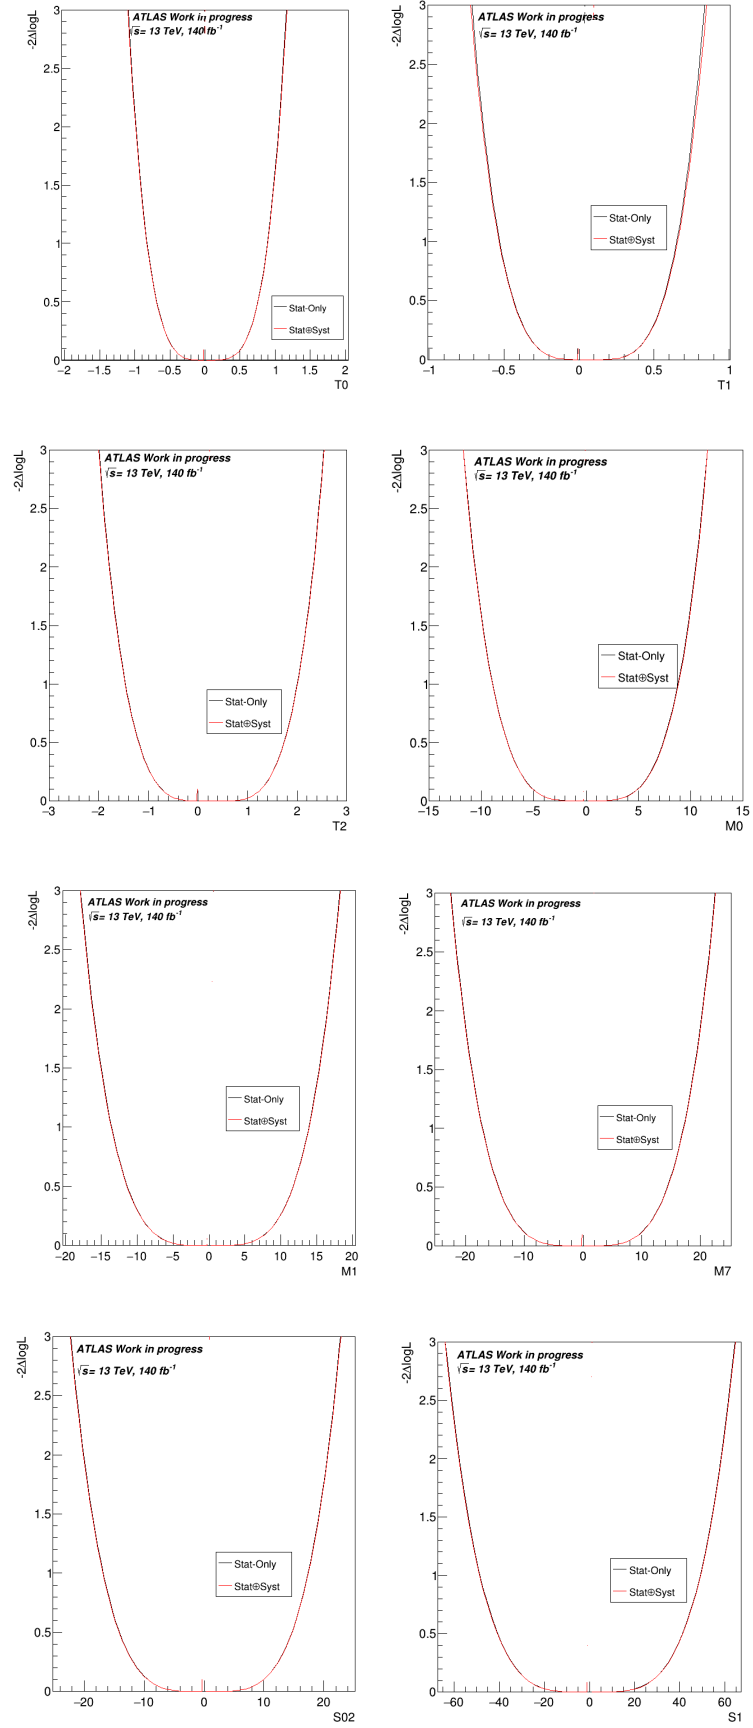 -2ΔlogL
3
2.5
2
1.5
1
0.5
0
ATLAS Work in progress
√s= 13 TeV, 140 fb⁻¹
Stat-Only
Stat⊕Syst
−2 −1.5 −1 −0.5 0 0.5 1 1.5 2
T0
-2ΔlogL
3
2.5
2
1.5
1
0.5
0
ATLAS Work in progress
√s= 13 TeV, 140 fb⁻¹
Stat-Only
Stat⊕Syst
−1 −0.5 0 0.5 1
T1
-2ΔlogL
3
2.5
2
1.5
1
0.5
0
ATLAS Work in progress
√s= 13 TeV, 140 fb⁻¹
Stat-Only
Stat⊕Syst
−3 −2 −1 0 1 2 3
T2
-2ΔlogL
3
2.5
2
1.5
1
0.5
0
ATLAS Work in progress
√s= 13 TeV, 140 fb⁻¹
Stat-Only
Stat⊕Syst
−15 −10 −5 0 5 10 15
M0
-2ΔlogL
3
2.5
2
1.5
1
0.5
0
ATLAS Work in progress
√s= 13 TeV, 140 fb⁻¹
Stat-Only
Stat⊕Syst
−20 −15 −10 −5 0 5 10 15 20
M1
-2ΔlogL
3
2.5
2
1.5
1
0.5
0
ATLAS Work in progress
√s= 13 TeV, 140 fb⁻¹
Stat-Only
Stat⊕Syst
−20 −10 0 10 20
M7
-2ΔlogL
3
2.5
2
1.5
1
0.5
0
ATLAS Work in progress
√s= 13 TeV, 140 fb⁻¹
Stat-Only
Stat⊕Syst
−20 −10 0 10 20
S02
-2ΔlogL
3
2.5
2
1.5
1
0.5
0
ATLAS Work in progress
√s= 13 TeV, 140 fb⁻¹
Stat-Only
Stat⊕Syst
−60 −40 −20 0 20 40 60
S1